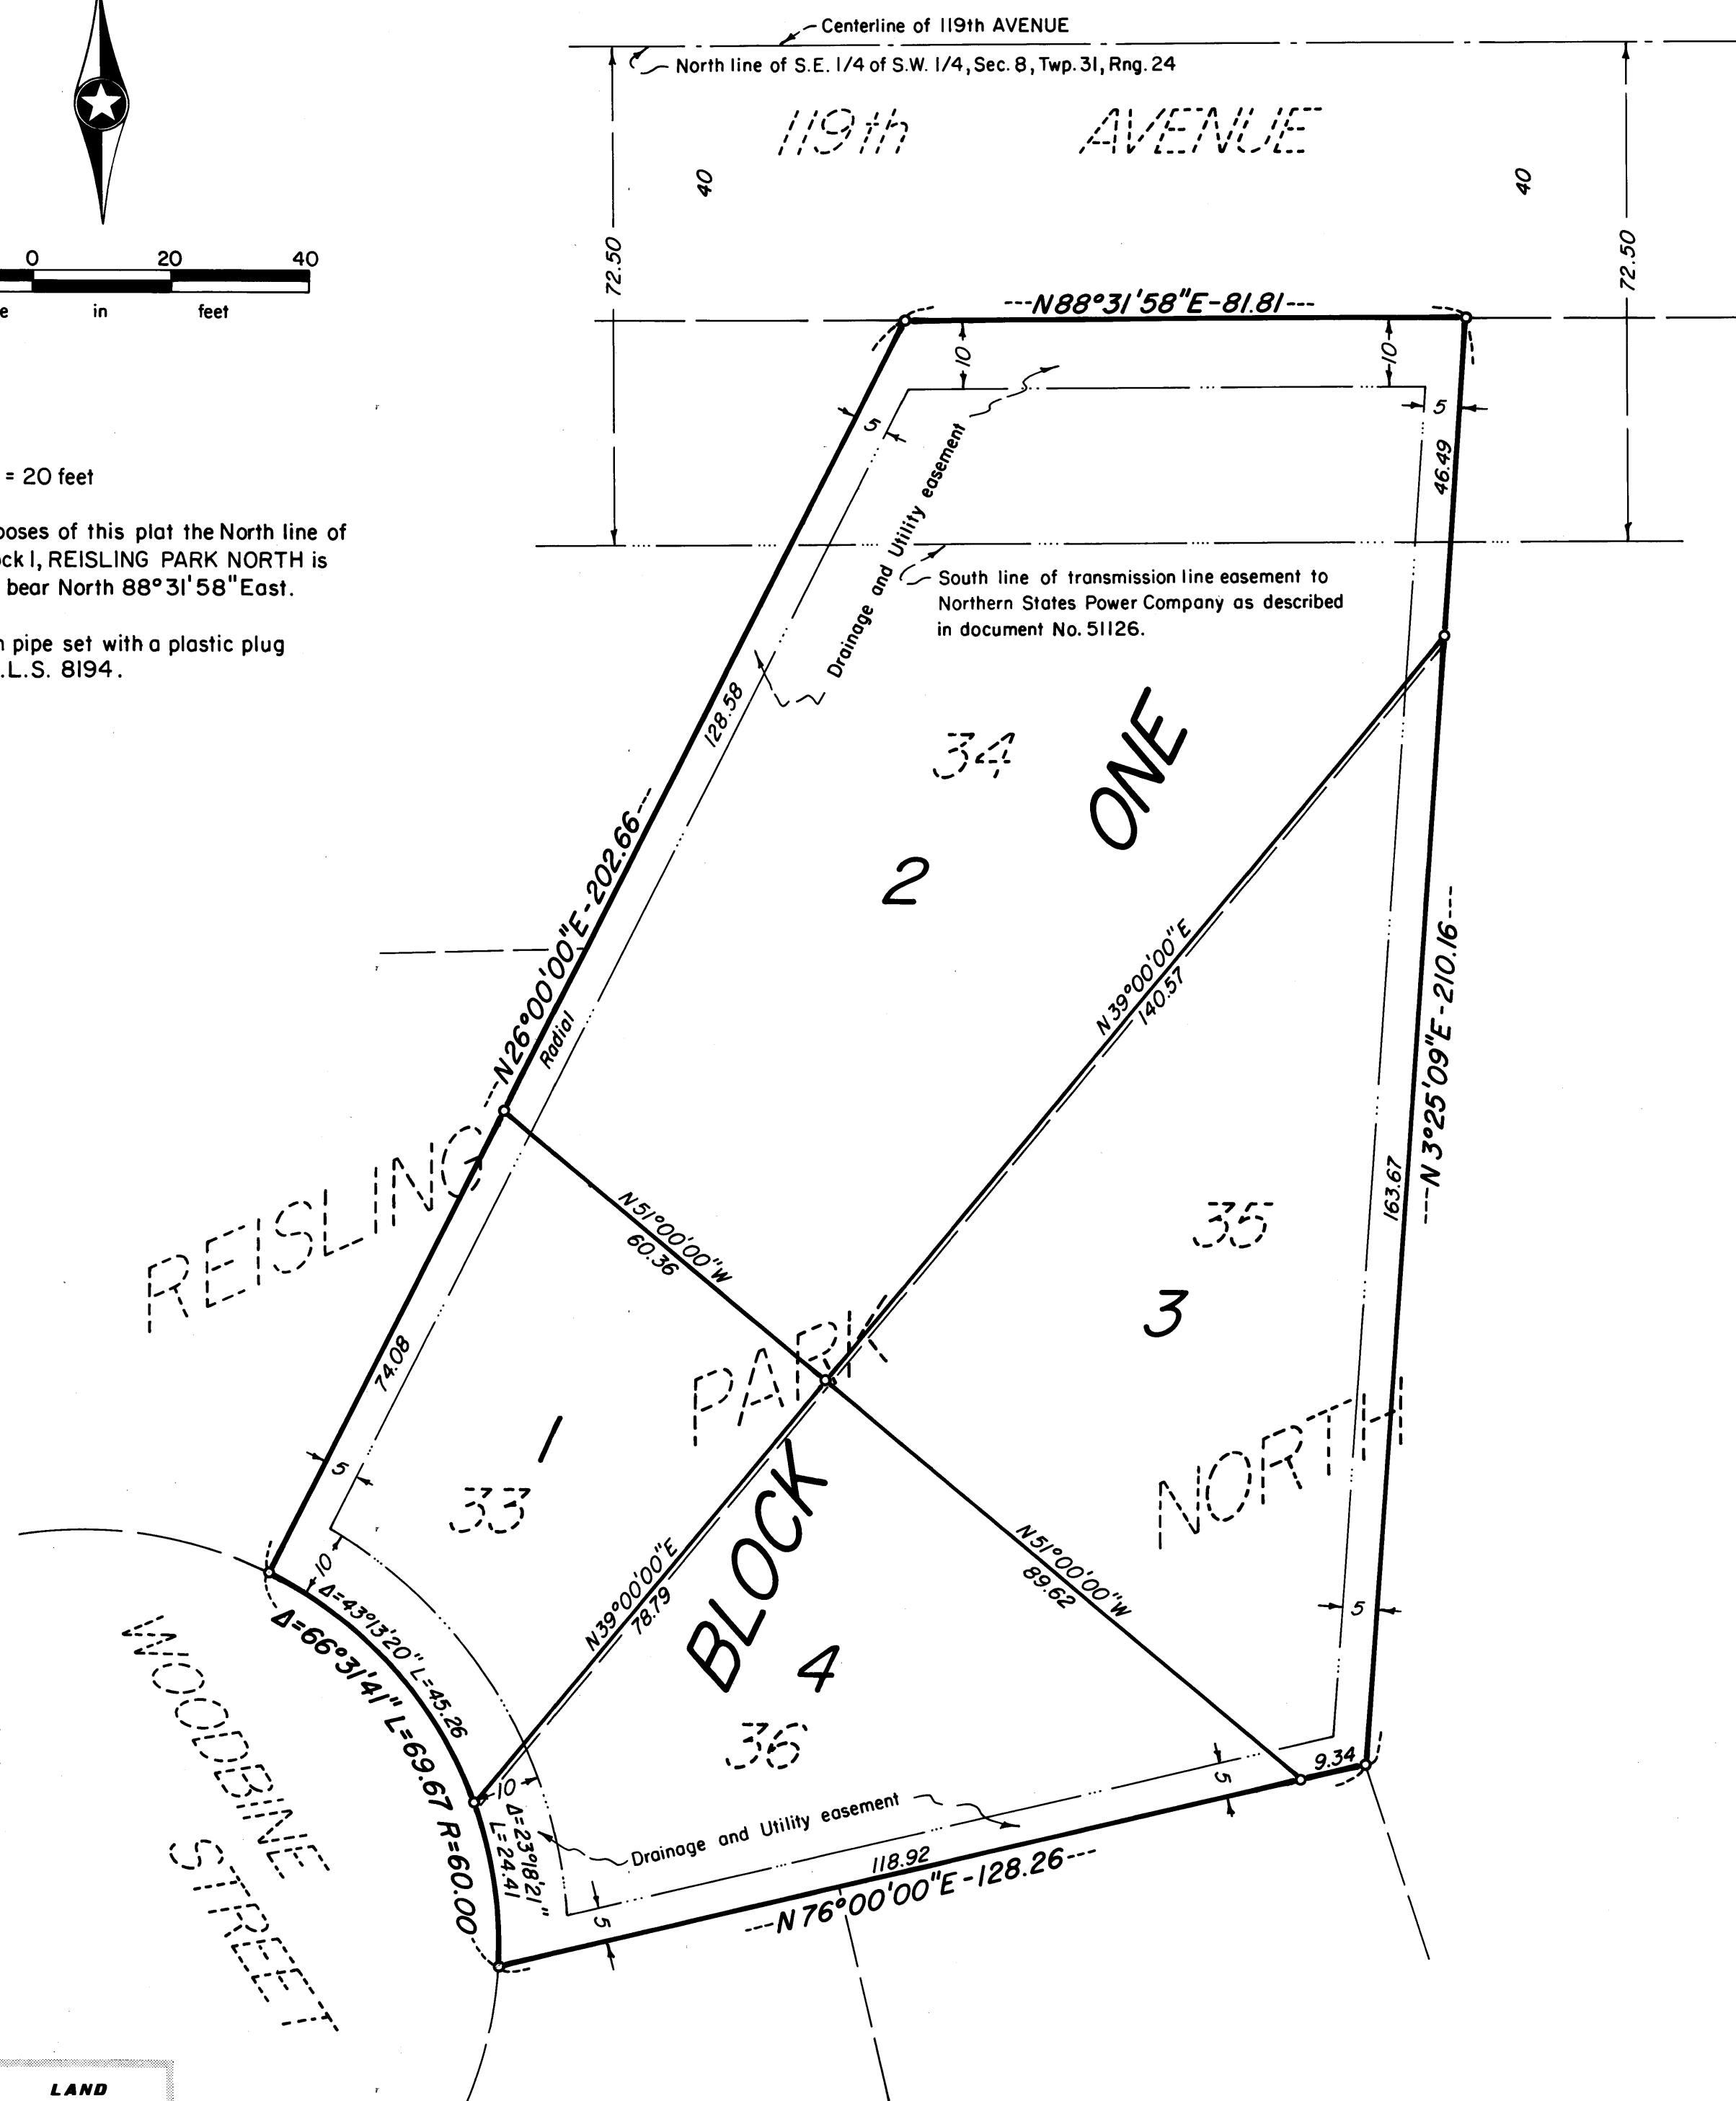 Centerline of 119th AVENUE
North line of S.E. 1/4 of S.W. 1/4, Sec. 8, Twp. 31, Rng. 24
119th AVENUE
40
40
72.50
72.50
0 20 40
in feet
N88°31'58"E-81.81
10
10
5
5
46.49
= 20 feet
poses of this plat the North line of
ock 1, REISLING PARK NORTH is
bear North 88°31'58" East.
pipe set with a plastic plug
.L.S. 8194.
Drainage and Utility easement
South line of transmission line easement to
Northern States Power Company as described
in document No. 51126.
128.58
34
ONE
2
N26°00'00"E-202.66
Radial
N39°00'00"E
140.57
N3°25'09"E-210.16
163.67
REISLING
N51°00'00"W
60.36
35
3
74.08
PARK
1
33
5
NORTH
BLOCK
N39°00'00"E
78.79
N51°00'00"W
89.62
5
10
Δ=43°13'20" L=45.26
Δ=66°31'41" L=69.67 R=60.00
WOODBINE
STREET
4
36
10
Δ=23°18'21"
L=24.41
9.34
5
Drainage and Utility easement
118.92
N76°00'00"E-128.26
5
LAND